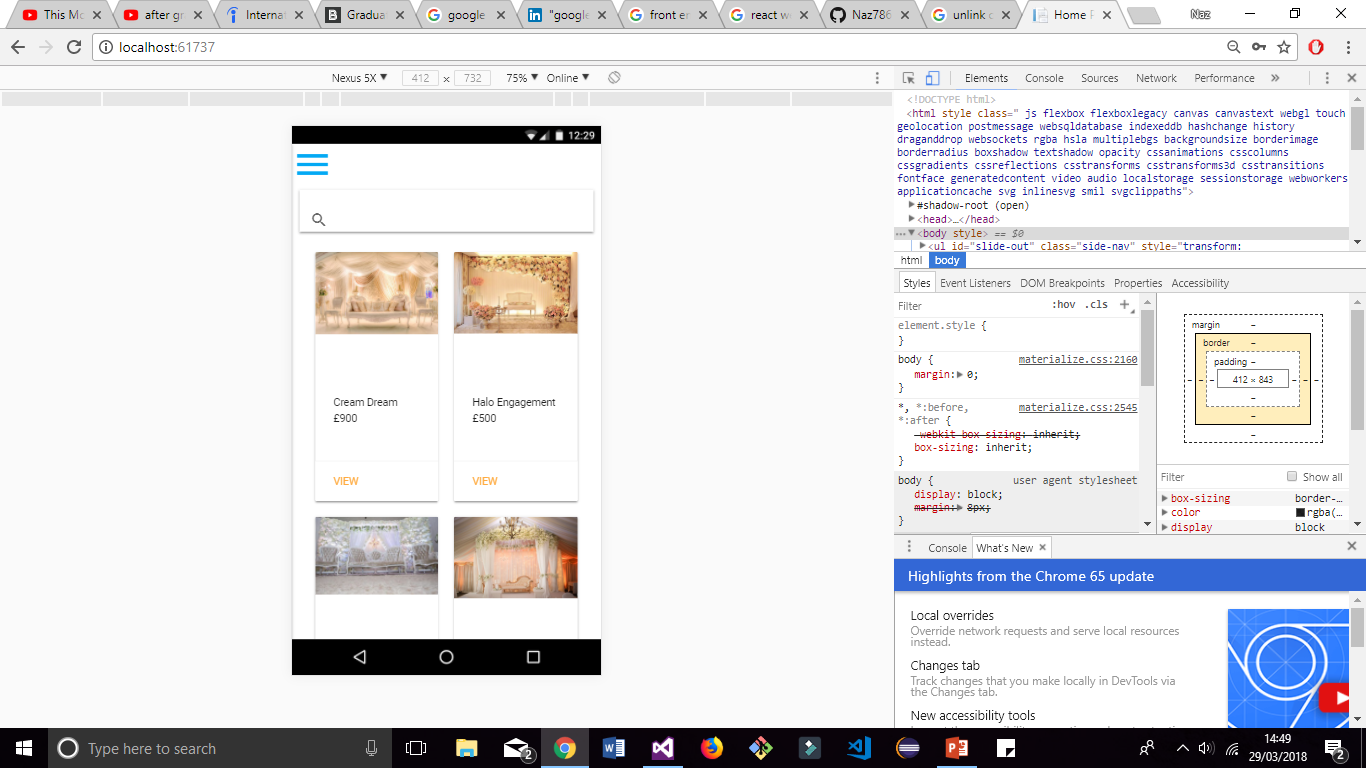 This Mo
after gr
Internat
Gradua
google
"google
front en
react w
Naz786
unlink c
Home P
Naz
localhost:61737
Nexus 5X 412 x 732 75% Online
Elements Console Sources Network Performance »
12:29
Cream Dream
£900
VIEW
Halo Engagement
£500
VIEW
<!DOCTYPE html>
<html style class=" js flexbox flexboxlegacy canvas canvastext webgl touch
geolocation postmessage websqldatabase indexeddb hashchange history
draganddrop websockets rgba hsla multiplebgs backgroundsize borderimage
borderradius boxshadow textshadow opacity cssanimations csscolumns
cssgradients cssreflections csstransforms csstransforms3d csstransitions
fontface generatedcontent video audio localstorage sessionstorage webworkers
applicationcache svg inlinesvg smil svgclippaths">
#shadow-root (open)
<head>…</head>
<body style> == $0
<ul id="slide-out" class="side-nav" style="transform:
html body
Styles Event Listeners DOM Breakpoints Properties Accessibility
Filter :hov .cls +
element.style {
}
body { materialize.css:2160
margin: 0;
}
*, *:before, materialize.css:2545
*:after {
-webkit-box-sizing: inherit;
box-sizing: inherit;
}
body { user agent stylesheet
display: block;
margin: 8px;
}
margin –
border –
padding –
– – – 412 × 843 – – –
–
–
–
Filter Show all
box-sizing border-…
color rgba(…
display block
Console What's New
Highlights from the Chrome 65 update
Local overrides
Override network requests and serve local resources
instead.
Changes tab
Track changes that you make locally in DevTools via
the Changes tab.
New accessibility tools
Type here to search
2
14:49
29/03/2018
2